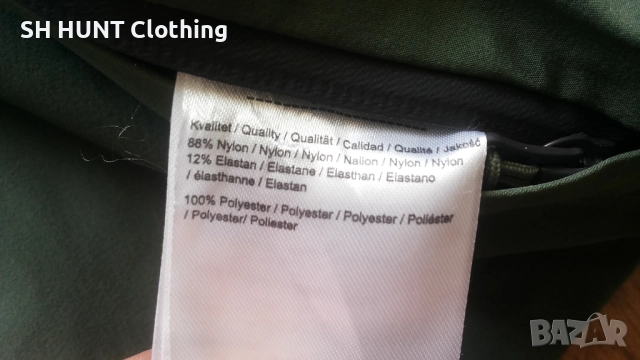 SH HUNT Clothing
Kvalitet / Quality / Qualität / Calidad / Qualité / Jakość
88% Nylon / Nylon / Nylon / Nailon / Nylon / Nylon
12% Elastan / Elastane / Elasthan / Elastano
/ élasthanne / Elastan
100% Polyester / Polyester / Polyester / Poliéster
/ Polyester/ Poliester
BAZAR